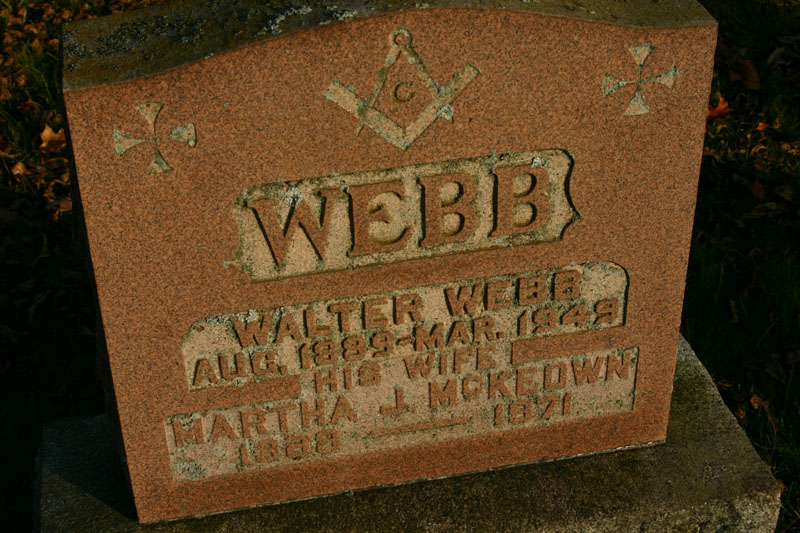 G
WEBB
WALTER WEBB
AUG. 1889-MAR. 1949
HIS WIFE
MARTHA J. McKEOWN
1888 — 1971